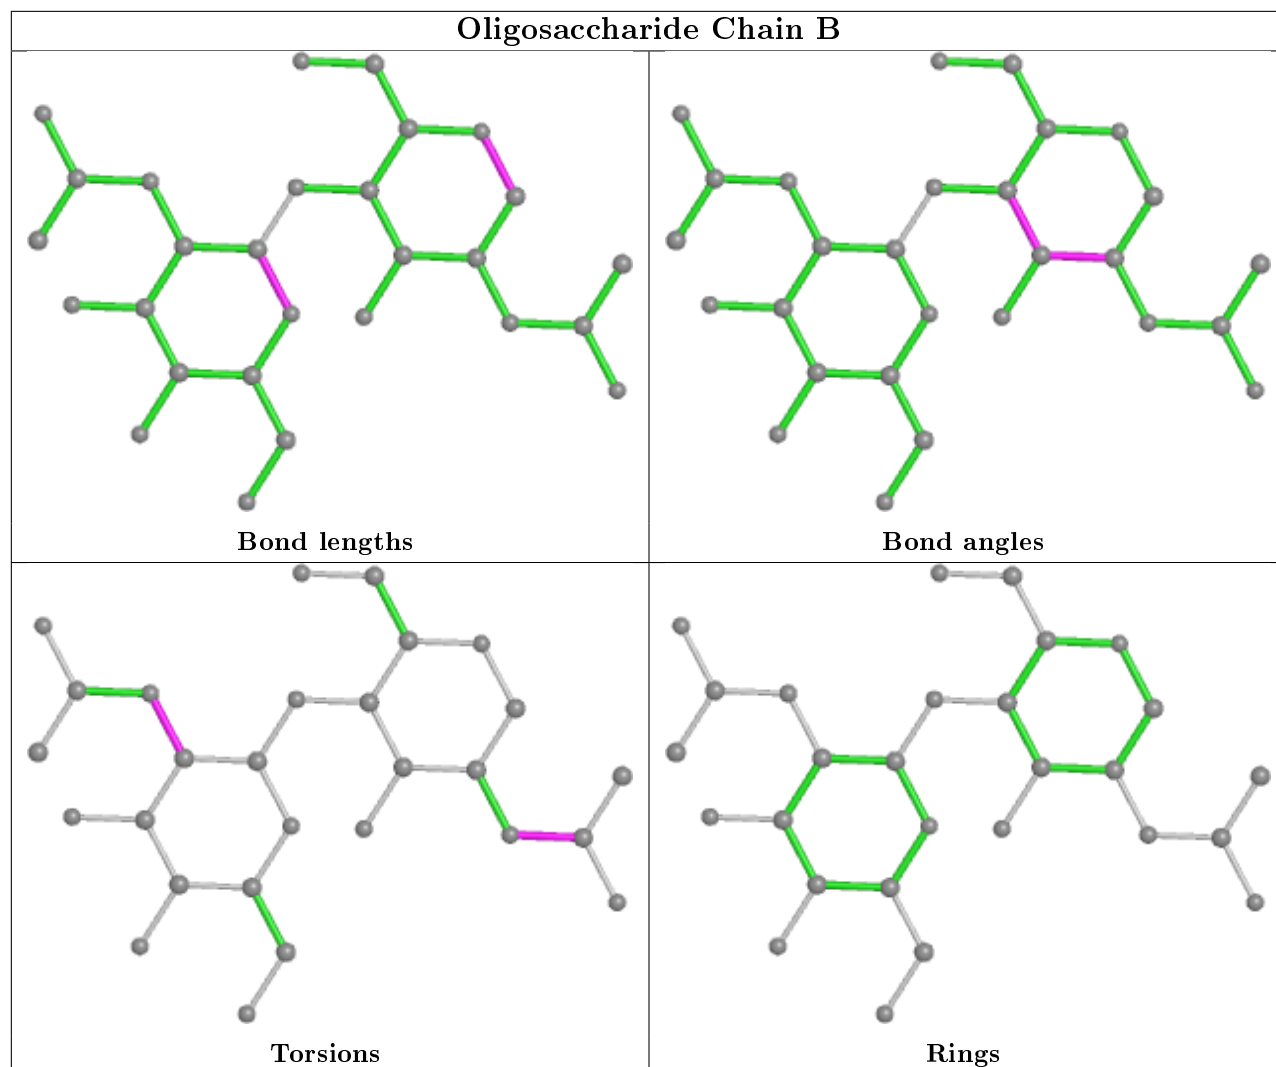 Oligosaccharide Chain B
Bond lengths
Bond angles
Torsions
Rings